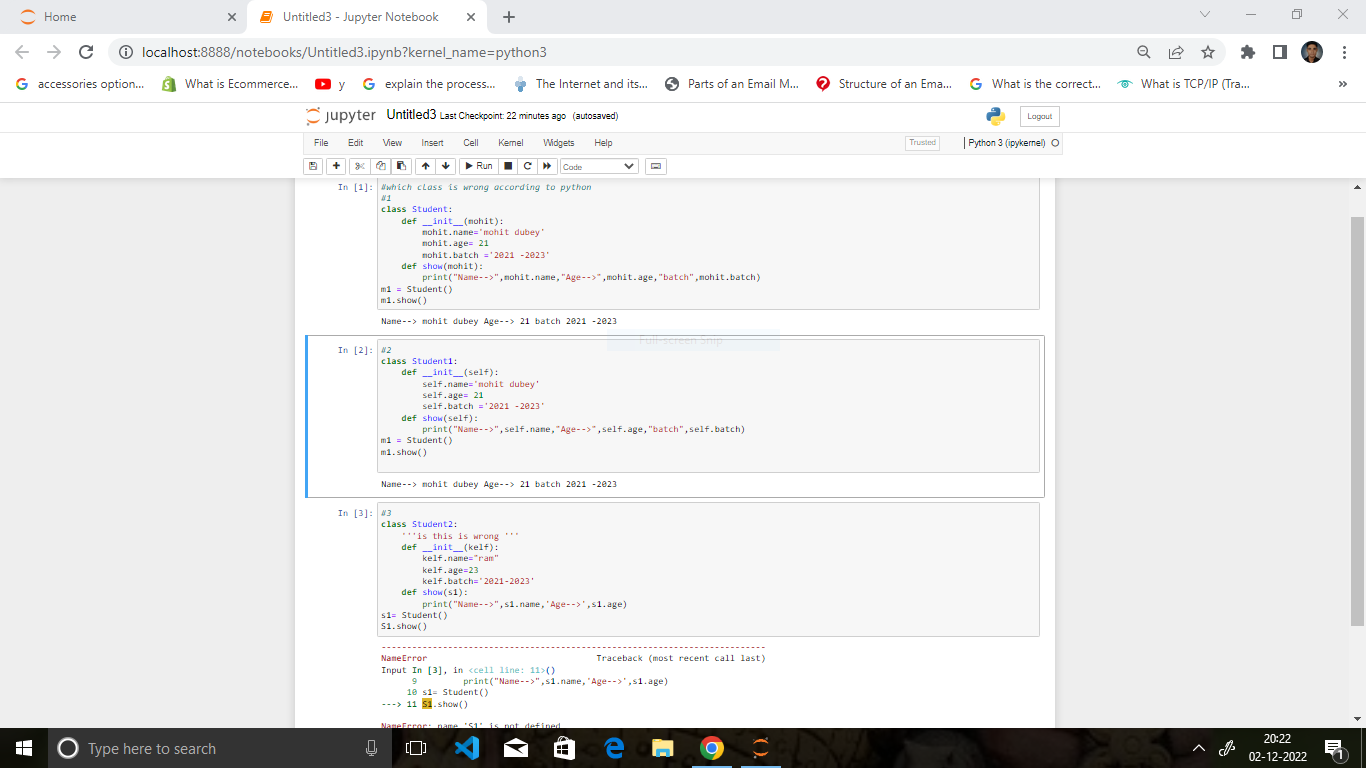 Home
Untitled3 - Jupyter Notebook
localhost:8888/notebooks/Untitled3.ipynb?kernel_name=python3
accessories option... What is Ecommerce... y explain the process... The Internet and its... Parts of an Email M... Structure of an Ema... What is the correct... What is TCP/IP (Tra... »
jupyter Untitled3 Last Checkpoint: 22 minutes ago (autosaved) Logout
File Edit View Insert Cell Kernel Widgets Help Trusted Python 3 (ipykernel)
Run Code
In [1]: #which class is wrong according to python
#1
class Student:
    def __init__(mohit):
        mohit.name='mohit dubey'
        mohit.age= 21
        mohit.batch ='2021 -2023'
    def show(mohit):
        print("Name-->",mohit.name,"Age-->",mohit.age,"batch",mohit.batch)
m1 = Student()
m1.show()
Name--> mohit dubey Age--> 21 batch 2021 -2023
Full-screen Snip
In [2]: #2
class Student1:
    def __init__(self):
        self.name='mohit dubey'
        self.age= 21
        self.batch ='2021 -2023'
    def show(self):
        print("Name-->",self.name,"Age-->",self.age,"batch",self.batch)
m1 = Student()
m1.show()
Name--> mohit dubey Age--> 21 batch 2021 -2023
In [3]: #3
class Student2:
    '''is this is wrong '''
    def __init__(kelf):
        kelf.name="ram"
        kelf.age=23
        kelf.batch='2021-2023'
    def show(s1):
        print("Name-->",s1.name,'Age-->',s1.age)
s1= Student()
S1.show()
---------------------------------------------------------------------------
NameError Traceback (most recent call last)
Input In [3], in <cell line: 11>()
9 print("Name-->",s1.name,'Age-->',s1.age)
10 s1= Student()
---> 11 S1.show()
NameError: name 'S1' is not defined
Type here to search
20:22
02-12-2022
1